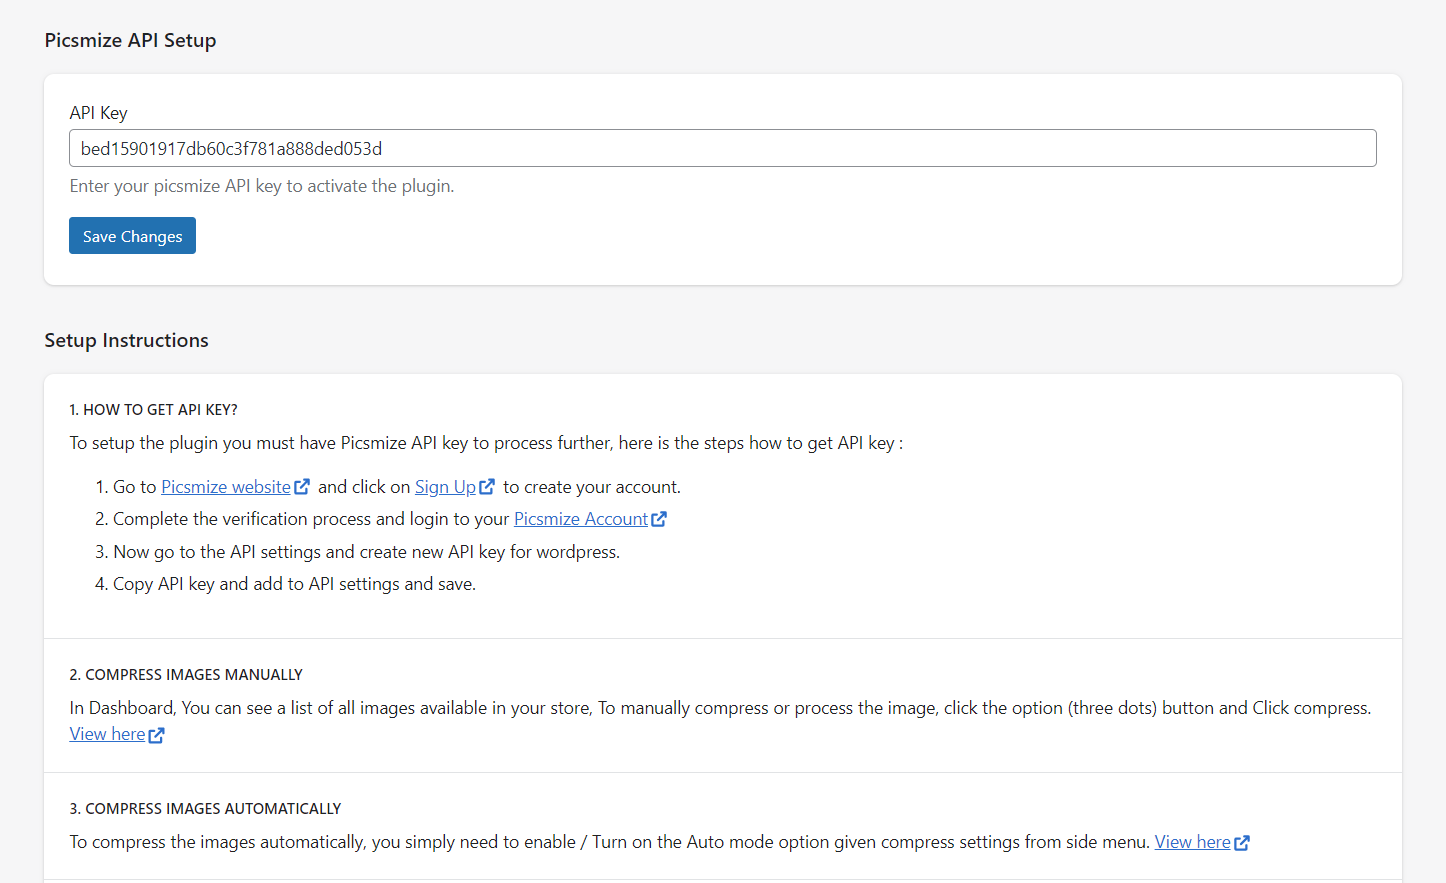 Picsmize API Setup
API Key
bed15901917db60c3f781a888ded053d
Enter your picsmize API key to activate the plugin.
Save Changes
Setup Instructions
1. HOW TO GET API KEY?
To setup the plugin you must have Picsmize API key to process further, here is the steps how to get API key :
1. Go to Picsmize website and click on Sign Up to create your account.
2. Complete the verification process and login to your Picsmize Account
3. Now go to the API settings and create new API key for wordpress.
4. Copy API key and add to API settings and save.
2. COMPRESS IMAGES MANUALLY
In Dashboard, You can see a list of all images available in your store, To manually compress or process the image, click the option (three dots) button and Click compress.
View here
3. COMPRESS IMAGES AUTOMATICALLY
To compress the images automatically, you simply need to enable / Turn on the Auto mode option given compress settings from side menu. View here